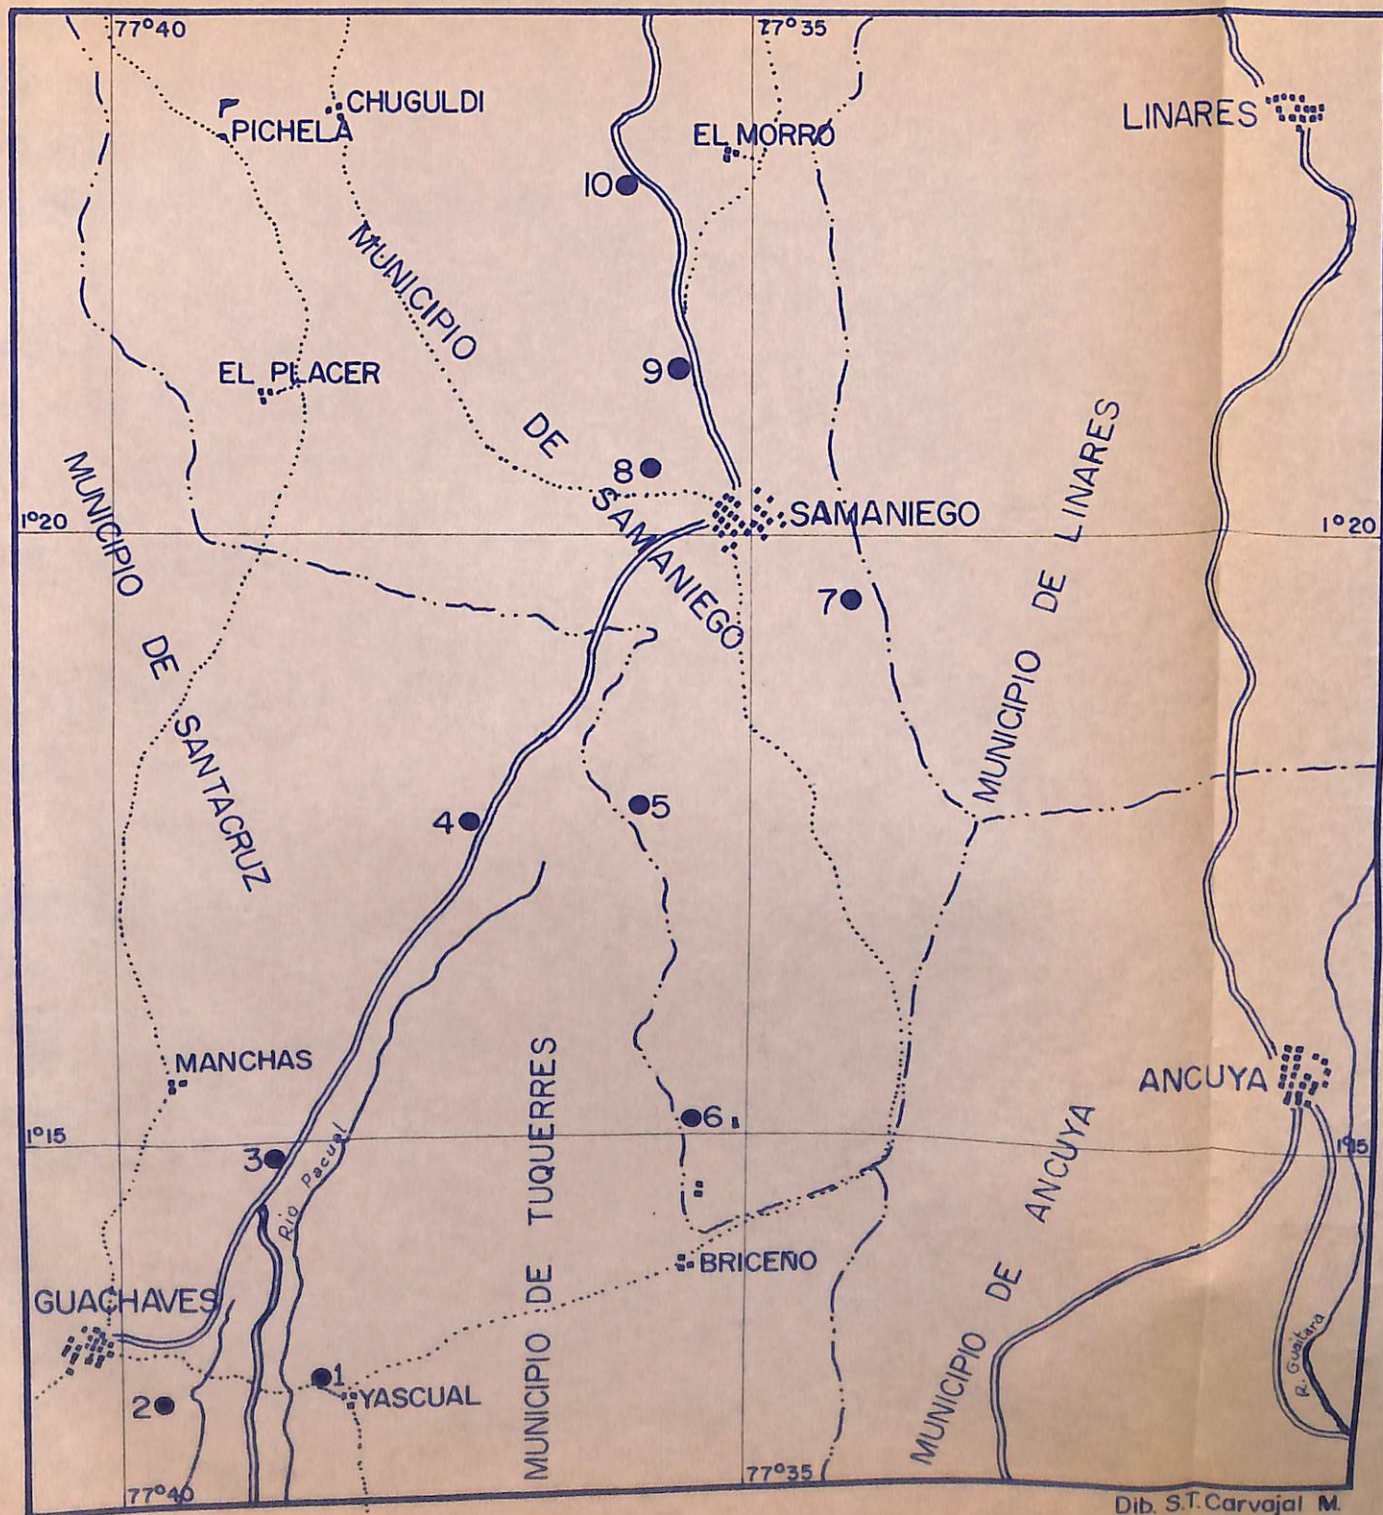 77°40
77°35
CHUGULDI
PICHELA
EL MORRO
LINARES
10
MUNICIPIO DE SAMANIEGO
9
EL PLACER
8
SAMANIEGO
MUNICIPIO DE LINARES
MUNICIPIO DE SANTACRUZ
1°20
1°20
7
5
4
MANCHAS
ANCUYA
6
1°15
1°15
3
Rio Pacual
MUNICIPIO DE TUQUERRES
MUNICIPIO DE ANCUYA
BRICEÑO
GUACHAVES
R. Guaitara
1
YASCUAL
2
77°40
77°35
Dib. S.T. Carvajal M.